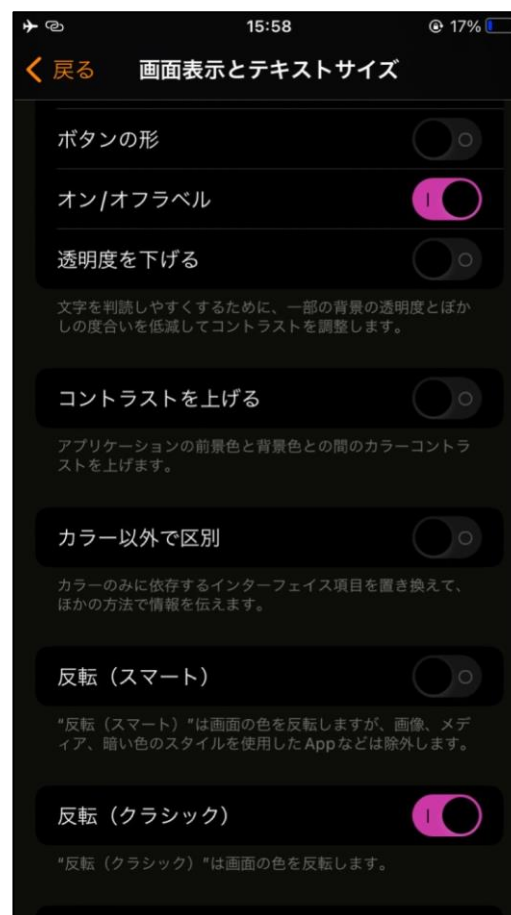 15:58
17%
戻る
画面表示とテキストサイズ
ボタンの形
オン/オフラベル
透明度を下げる
文字を判読しやすくするために、一部の背景の透明度とぼか
しの度合いを低減してコントラストを調整します。
コントラストを上げる
アプリケーションの前景色と背景色との間のカラーコントラ
ストを上げます。
カラー以外で区別
カラーのみに依存するインターフェイス項目を置き換えて、
ほかの方法で情報を伝えます。
反転（スマート）
“反転（スマート）”は画面の色を反転しますが、画像、メデ
ィア、暗い色のスタイルを使用したAppなどは除外します。
反転（クラシック）
“反転（クラシック）”は画面の色を反転します。